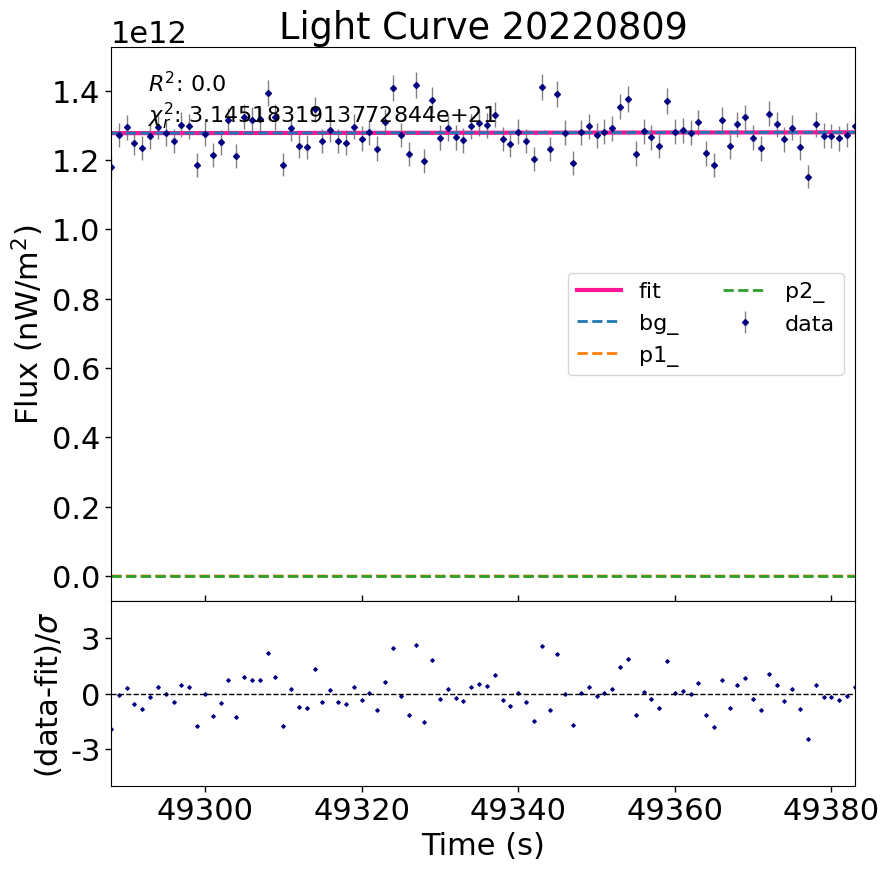 Light Curve 20220809
1e12
R²: 0.0
χ²: 3.1451831913772844e+21
1.4
1.2
1.0
0.8
0.6
0.4
0.2
0.0
Flux (nW/m²)
fit
bg_
p1_
p2_
data
3
0
-3
(data-fit)/σ
49300
49320
49340
49360
49380
Time (s)